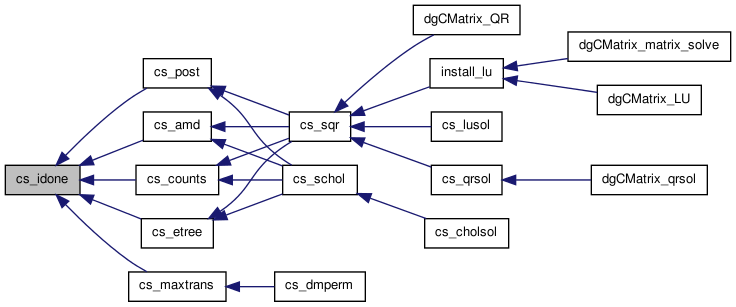 cs_idone
cs_post
cs_amd
cs_counts
cs_etree
cs_maxtrans
cs_sqr
cs_schol
cs_dmperm
dgCMatrix_QR
install_lu
cs_lusol
cs_qrsol
cs_cholsol
dgCMatrix_matrix_solve
dgCMatrix_LU
dgCMatrix_qrsol